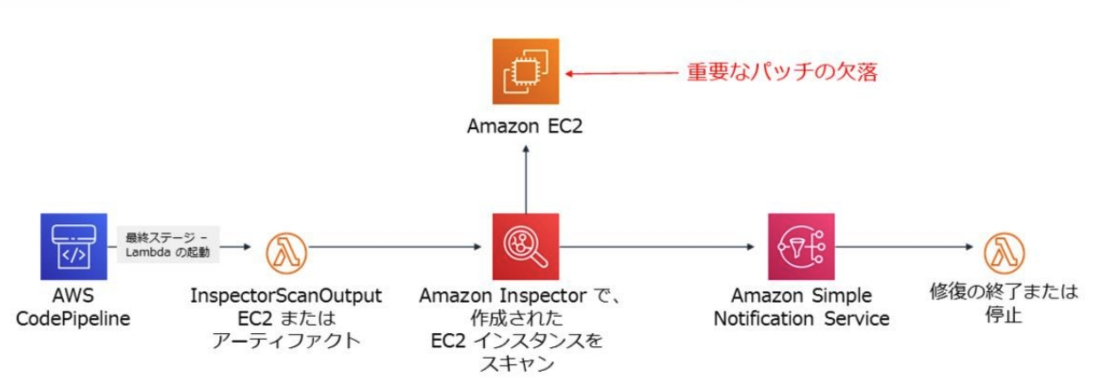 重要なパッチの欠落
Amazon EC2
最終ステージ –
Lambda の起動
AWS
CodePipeline
InspectorScanOutput
EC2 または
アーティファクト
Amazon Inspector で、
作成された
EC2 インスタンスを
スキャン
Amazon Simple
Notification Service
修復の終了または
停止